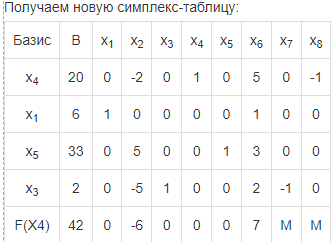 Получаем новую симплекс-таблицу:
Базис B x1 x2 x3 x4 x5 x6 x7 x8
x4 20 0 -2 0 1 0 5 0 -1
x1 6 1 0 0 0 0 1 0 0
x5 33 0 5 0 0 1 3 0 0
x3 2 0 -5 1 0 0 2 -1 0
F(X4) 42 0 -6 0 0 0 7 M M